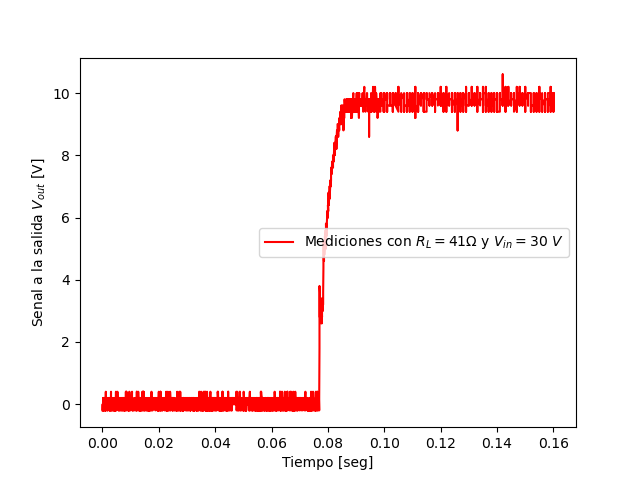 10
8
6
4
2
0
Senal a la salida V_out [V]
Mediciones con R_L = 41Ω y V_in = 30 V
0.00 0.02 0.04 0.06 0.08 0.10 0.12 0.14 0.16
Tiempo [seg]